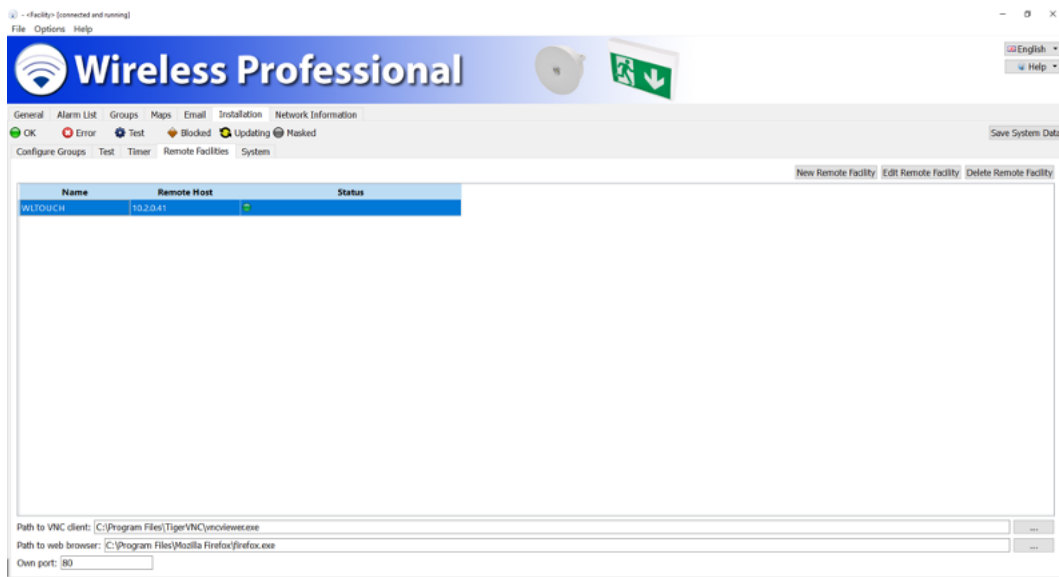 - <Facility> [connected and running]
File Options Help
Wireless Professional
English
Help
General Alarm List Groups Maps Email Installation Network Information
OK Error Test Blocked Updating Masked Save System Data
Configure Groups Test Timer Remote Facilities System
New Remote Facility Edit Remote Facility Delete Remote Facility
Name Remote Host Status
WLTOUCH 10.2.0.41
Path to VNC client: C:\Program Files\TigerVNC\vncviewer.exe ...
Path to web browser: C:\Program Files\Mozilla Firefox\firefox.exe ...
Own port: 80